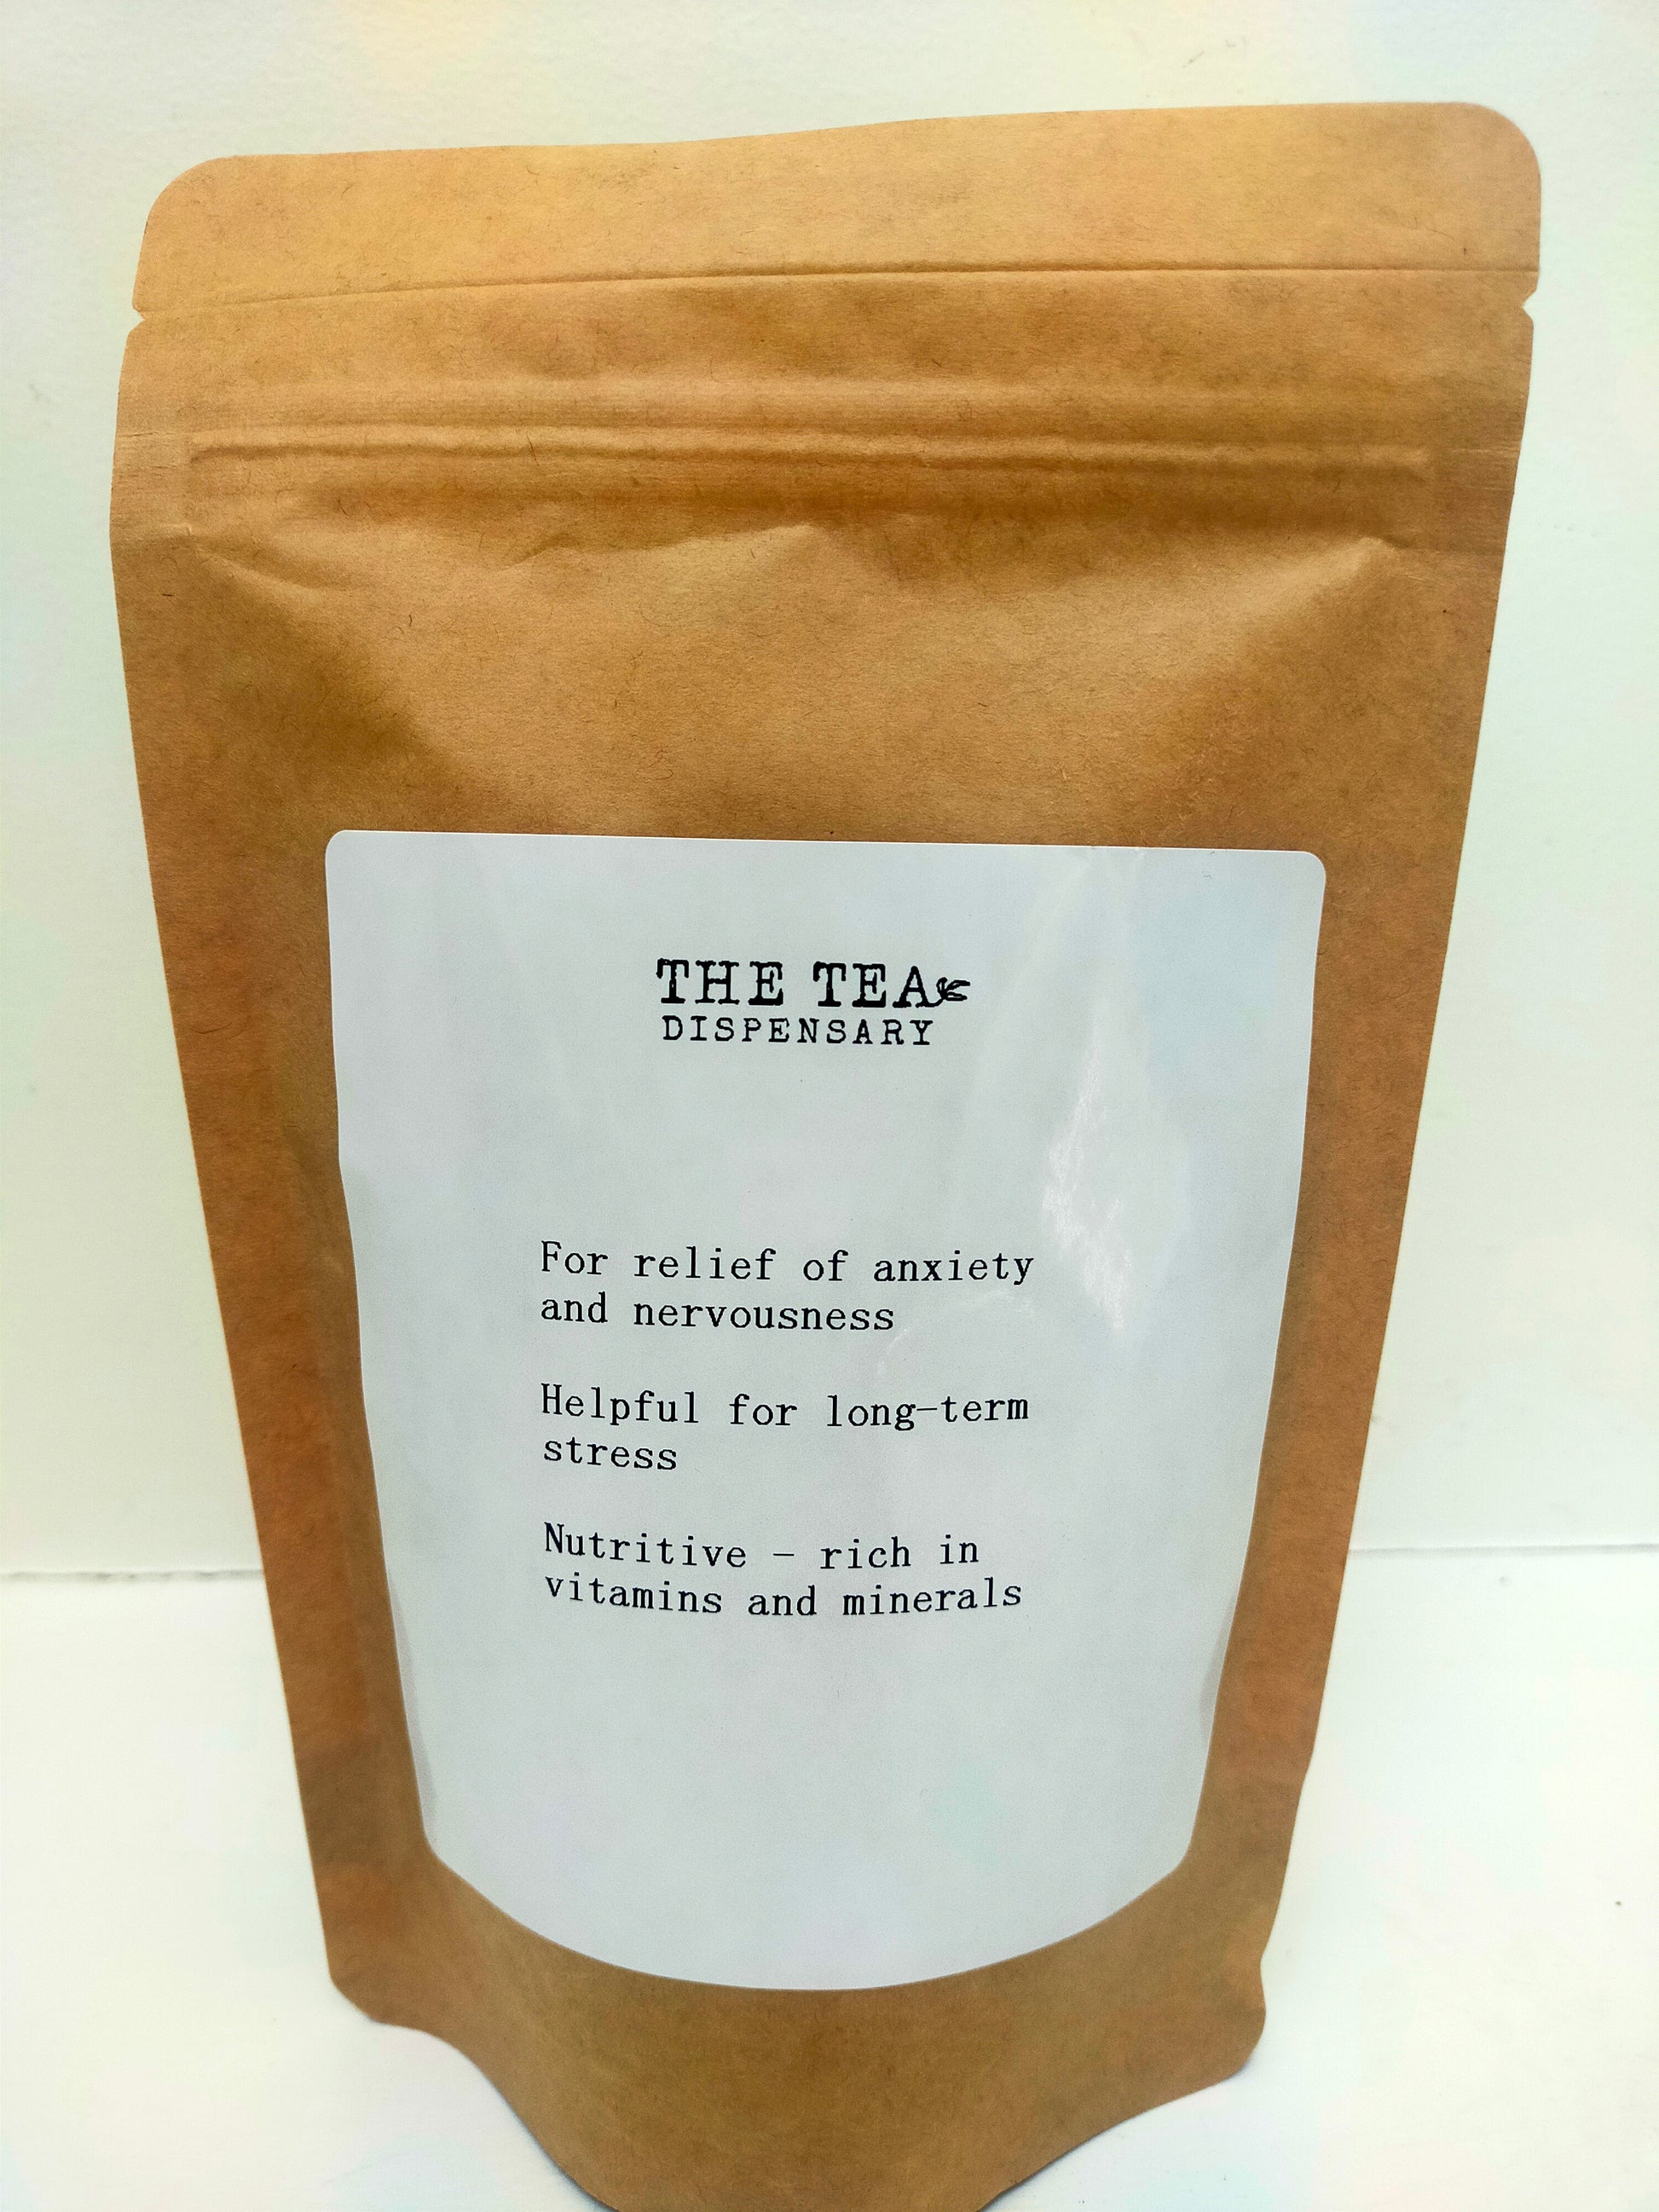 THE TEA
DISPENSARY
For relief of anxiety
and nervousness
Helpful for long-term
stress
Nutritive - rich in
vitamins and minerals